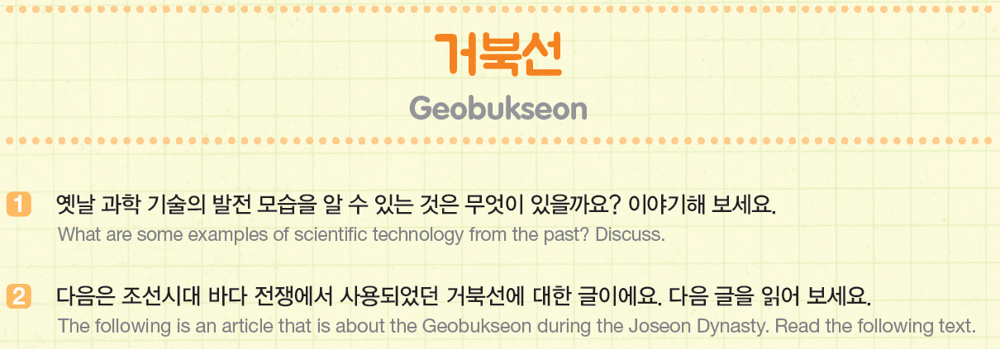 거북선
Geobukseon
1 옛날 과학 기술의 발전 모습을 알 수 있는 것은 무엇이 있을까요? 이야기해 보세요.
What are some examples of scientific technology from the past? Discuss.
2 다음은 조선시대 바다 전쟁에서 사용되었던 거북선에 대한 글이에요. 다음 글을 읽어 보세요.
The following is an article that is about the Geobukseon during the Joseon Dynasty. Read the following text.